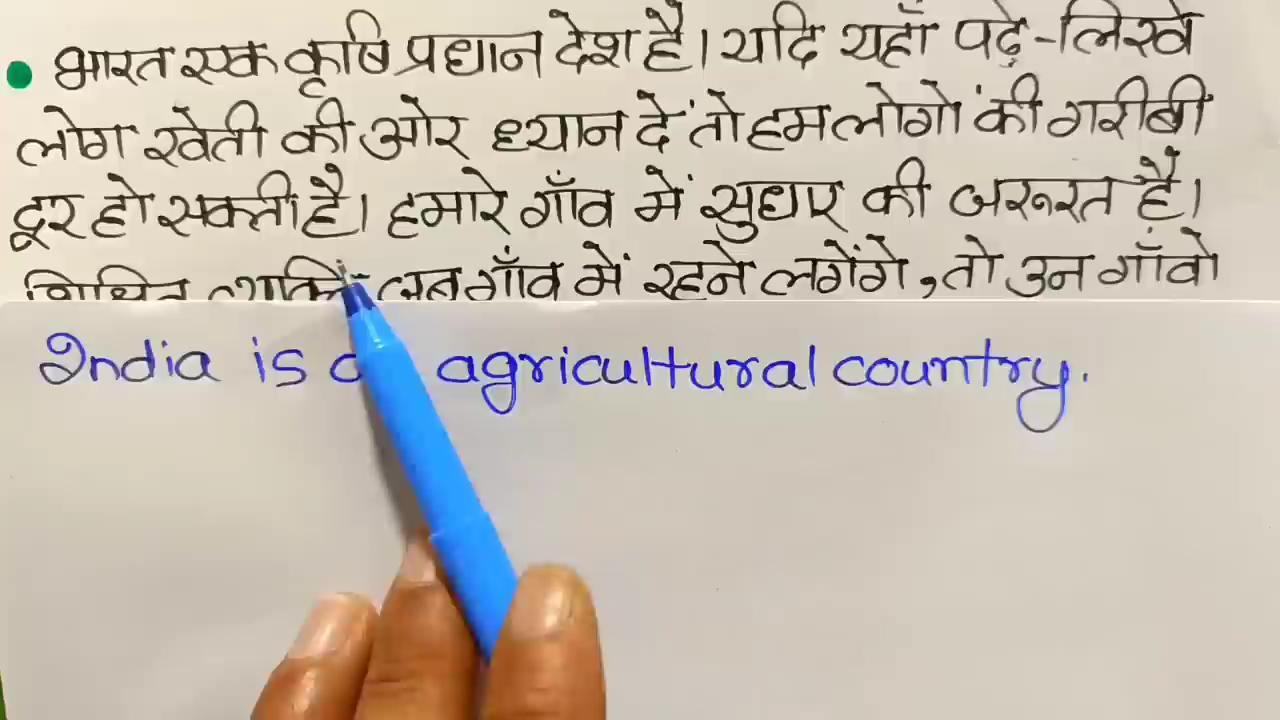 भारत एक कृषि प्रधान देश है। यदि यहाँ पढ़े-लिखे
लोग खेती की ओर ध्यान दें तो हम लोगों की गरीबी
दूर हो सकती है। हमारे गाँव में सुधार की जरूरत है।
गाँव में रहने लगेंगे, तो उन गाँवो
India is agricultural country.